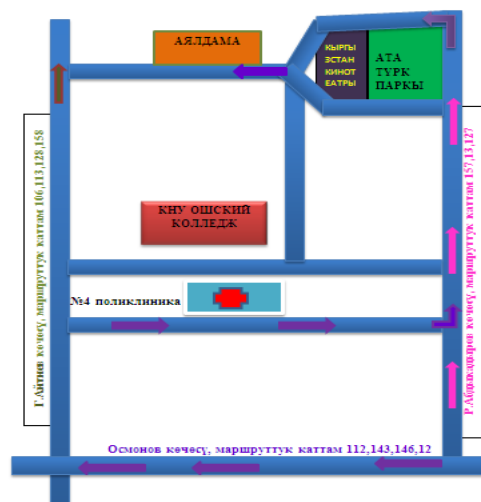 АЯЛДАМА
КЫРГЫ
ЗСТАН
КИНОТ
ЕАТРЫ
АТА
ТҮРК
ПАРКЫ
КНУ ОШСКИЙ
КОЛЛЕДЖ
№4 поликлиника
Г.Айтиев көчөсү, маршруттук каттам 106,113,128,158
Р.Абдыкадыров көчөсү, маршруттук каттам 157,13,127
Осмонов көчөсү, маршруттук каттам 112,143,146,12